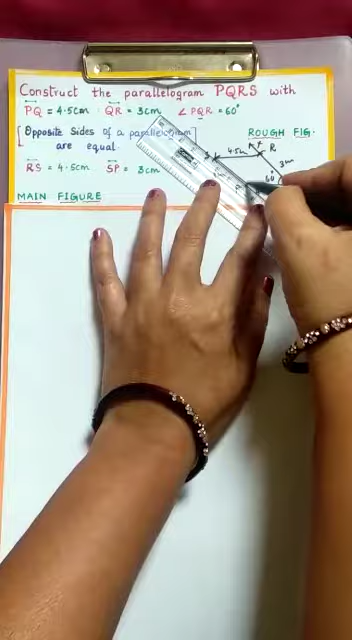 Construct the parallelogram PQRS with
PQ = 4.5cm QR = 3cm ∠ PQR = 60°
[Opposite Sides of a parallelogram] ROUGH FIG.
are equal.
4.5cm R
3cm
RS = 4.5cm SP = 3cm 60°
MAIN FIGURE